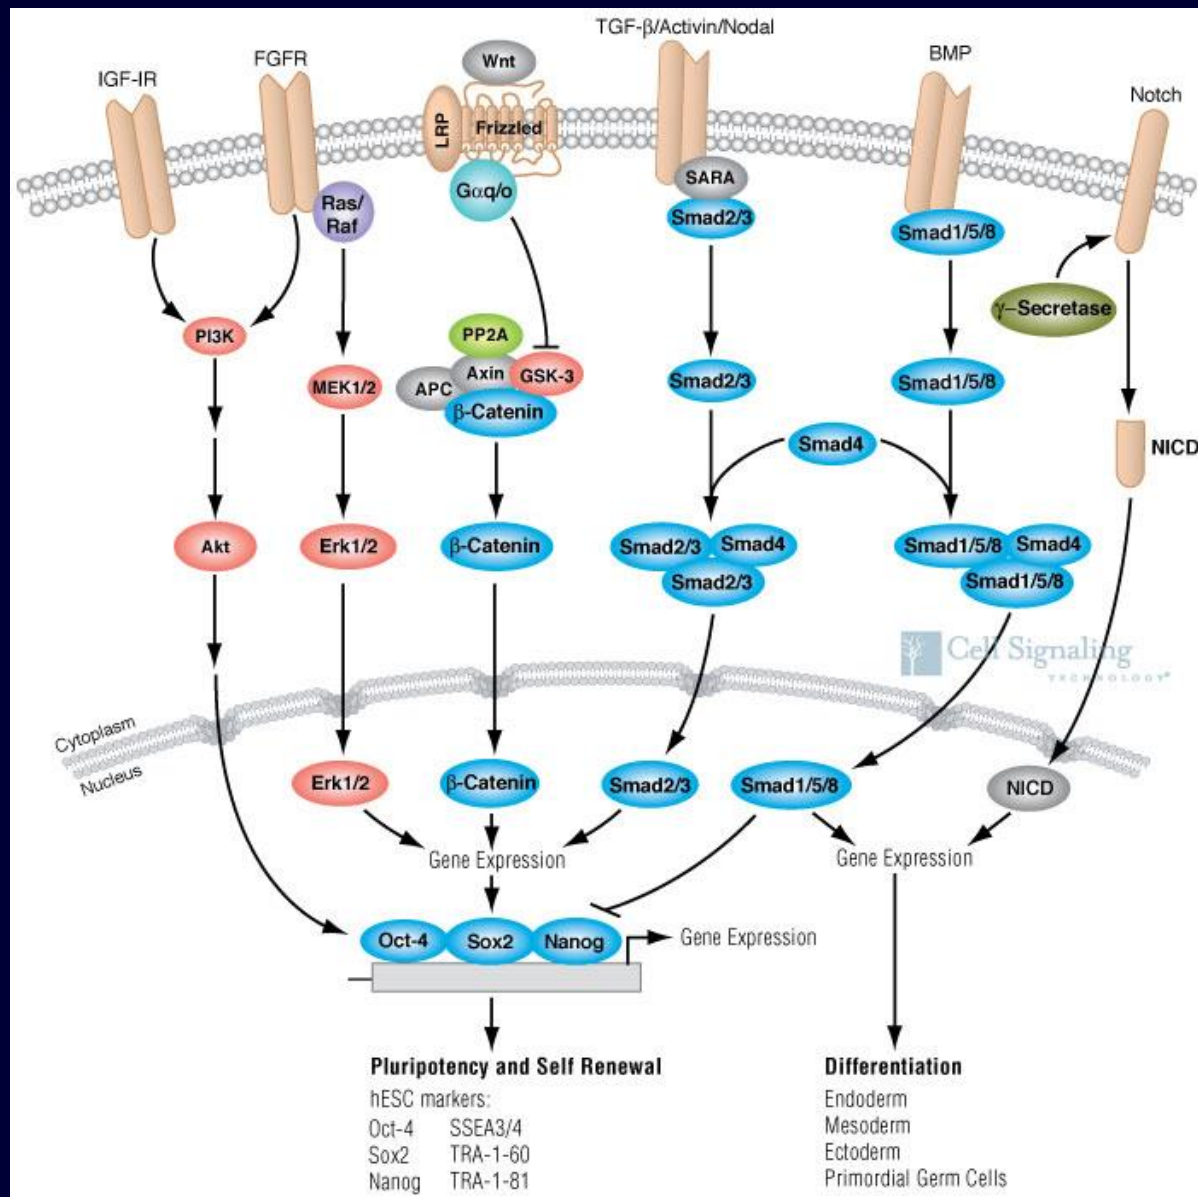 TGF-β/Activin/Nodal
FGFR
IGF-IR
Wnt
BMP
Notch
LRP
Frizzled
SARA
Gαq/o
Ras/
Raf
Smad2/3
Smad1/5/8
γ–Secretase
PI3K
PP2A
MEK1/2
APC
Axin
GSK-3
β-Catenin
Smad2/3
Smad1/5/8
Smad4
NICD
Akt
Erk1/2
β-Catenin
Smad2/3
Smad4
Smad2/3
Smad1/5/8
Smad4
Smad1/5/8
Cell Signaling
TECHNOLOGY®
Cytoplasm
Nucleus
Erk1/2
β-Catenin
Smad2/3
Smad1/5/8
NICD
Gene Expression
Gene Expression
Oct-4
Sox2
Nanog
Gene Expression
Pluripotency and Self Renewal
hESC markers:
Oct-4 SSEA3/4
Sox2 TRA-1-60
Nanog TRA-1-81
Differentiation
Endoderm
Mesoderm
Ectoderm
Primordial Germ Cells